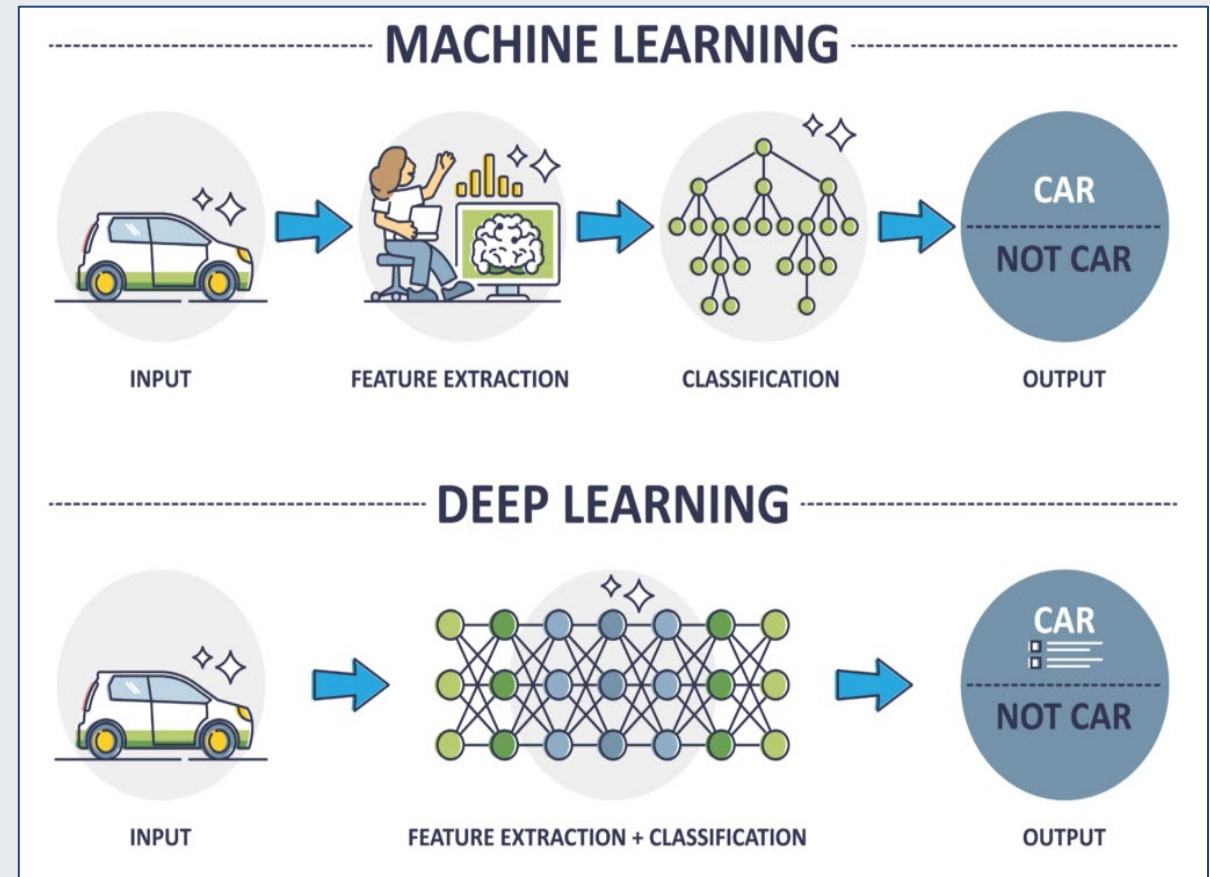 MACHINE LEARNING
CAR
NOT CAR
INPUT
FEATURE EXTRACTION
CLASSIFICATION
OUTPUT
DEEP LEARNING
CAR
NOT CAR
INPUT
FEATURE EXTRACTION + CLASSIFICATION
OUTPUT